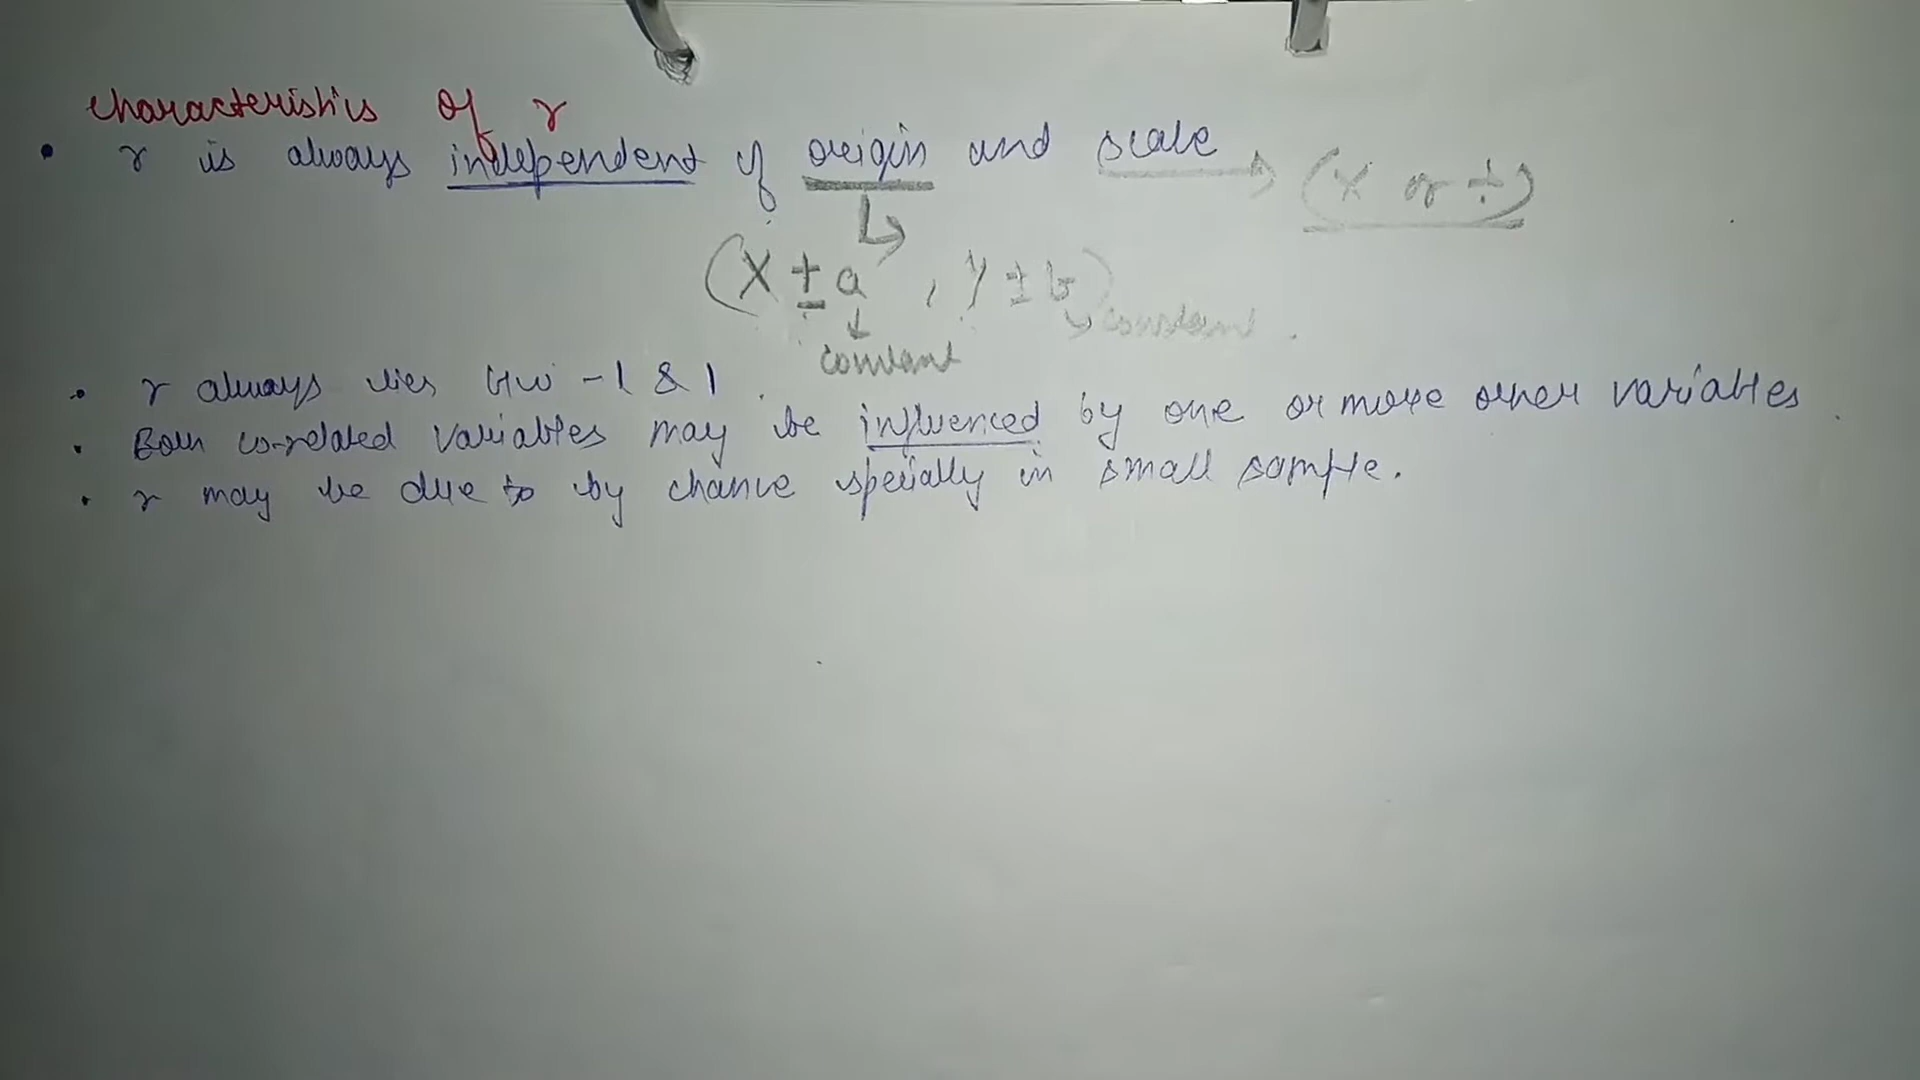 characteristics of r
• r is always independent of origin and scale → (× or ÷)
(X ± a , Y ± b)
constant
constant
• r always lies btw -1 & 1 .
• Both co-related variables may be influenced by one or more other variables .
• r may be due to by chance specially in small sample.